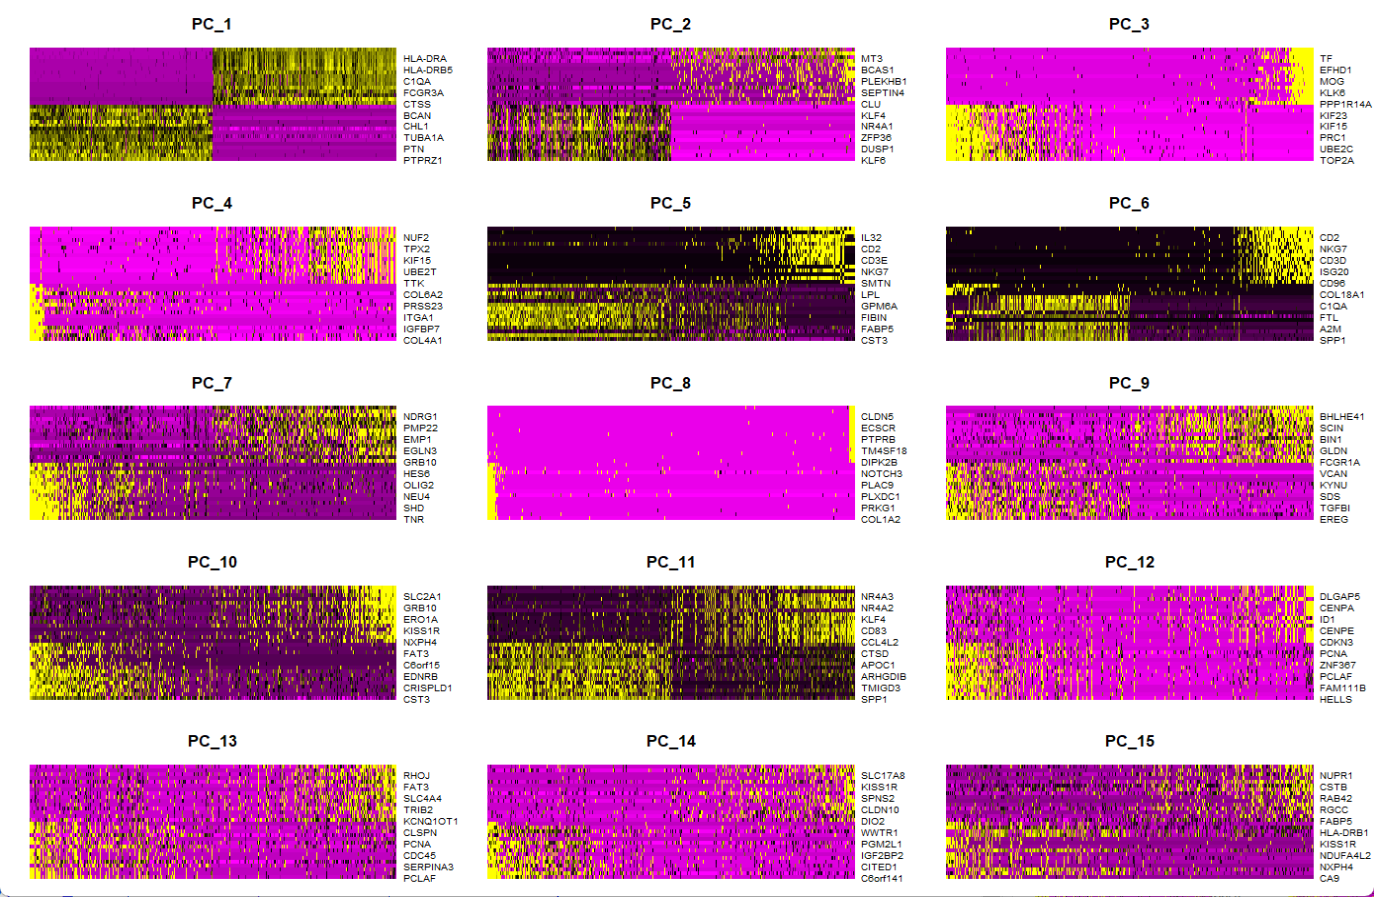 PC_1
HLA-DRA
HLA-DRB5
C1QA
FCGR3A
CTSS
BCAN
CHL1
TUBA1A
PTN
PTPRZ1
PC_2
MT3
BCAS1
PLEKHB1
SEPTIN4
CLU
KLF4
NR4A1
ZFP36
DUSP1
KLF6
PC_3
TF
EFHD1
MOG
KLK6
PPP1R14A
KIF23
KIF15
PRC1
UBE2C
TOP2A
PC_4
NUF2
TPX2
KIF15
UBE2T
TTK
COL6A2
PRSS23
ITGA1
IGFBP7
COL4A1
PC_5
IL32
CD2
CD3E
NKG7
SMTN
LPL
GPM6A
FIBIN
FABP5
CST3
PC_6
CD2
NKG7
CD3D
ISG20
CD96
COL18A1
C1QA
FTL
A2M
SPP1
PC_7
NDRG1
PMP22
EMP1
EGLN3
GRB10
HES6
OLIG2
NEU4
SHD
TNR
PC_8
CLDN5
ECSCR
PTPRB
TM4SF18
DIPK2B
NOTCH3
PLAC9
PLXDC1
PRKG1
COL1A2
PC_9
BHLHE41
SCIN
BIN1
GLDN
FCGR1A
VCAN
KYNU
SDS
TGFBI
EREG
PC_10
SLC2A1
GRB10
ERO1A
KISS1R
NXPH4
FAT3
C6orf15
EDNRB
CRISPLD1
CST3
PC_11
NR4A3
NR4A2
KLF4
CD83
CCL4L2
CTSD
APOC1
ARHGDIB
TMIGD3
SPP1
PC_12
DLGAP5
CENPA
ID1
CENPE
CDKN3
PCNA
ZNF367
PCLAF
FAM111B
HELLS
PC_13
RHOJ
FAT3
SLC4A4
TRIB2
KCNQ1OT1
CLSPN
PCNA
CDC45
SERPINA3
PCLAF
PC_14
SLC17A8
KISS1R
SPNS2
CLDN10
DIO2
WWTR1
PGM2L1
IGF2BP2
CITED1
C6orf141
PC_15
NUPR1
CSTB
RAB42
RGCC
FABP5
HLA-DRB1
KISS1R
NDUFA4L2
NXPH4
CA9